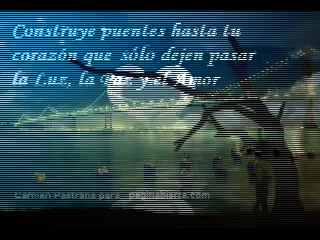 Construye puentes hasta tu
corazón que sólo dejen pasar
la Luz, la Paz y el Amor
Carmen Pastrana para paginabierta.com